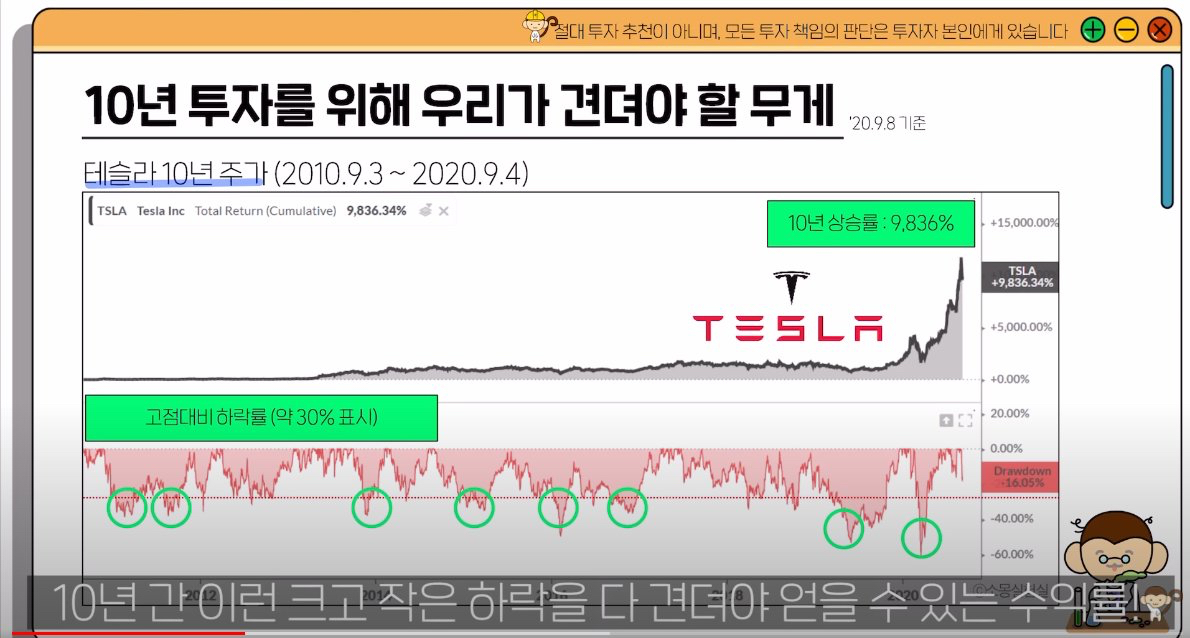 절대 투자 추천이 아니며, 모든 투자 책임의 판단은 투자자 본인에게 있습니다
10년 투자를 위해 우리가 견뎌야 할 무게
'20.9.8 기준
테슬라 10년 주가 (2010.9.3 ~ 2020.9.4)
TSLA Tesla Inc Total Return (Cumulative) 9,836.34%
10년 상승률 : 9,836%
+15,000.00%
TSLA
+9,836.34%
TESLA
+5,000.00%
+0.00%
고점대비 하락률 (약 30% 표시)
20.00%
0.00%
Drawdown
-16.05%
-40.00%
-60.00%
2012
2014
2016
2018
2020
10년 간 이런 크고 작은 하락을 다 견뎌야 얻을 수 있는 수익률!